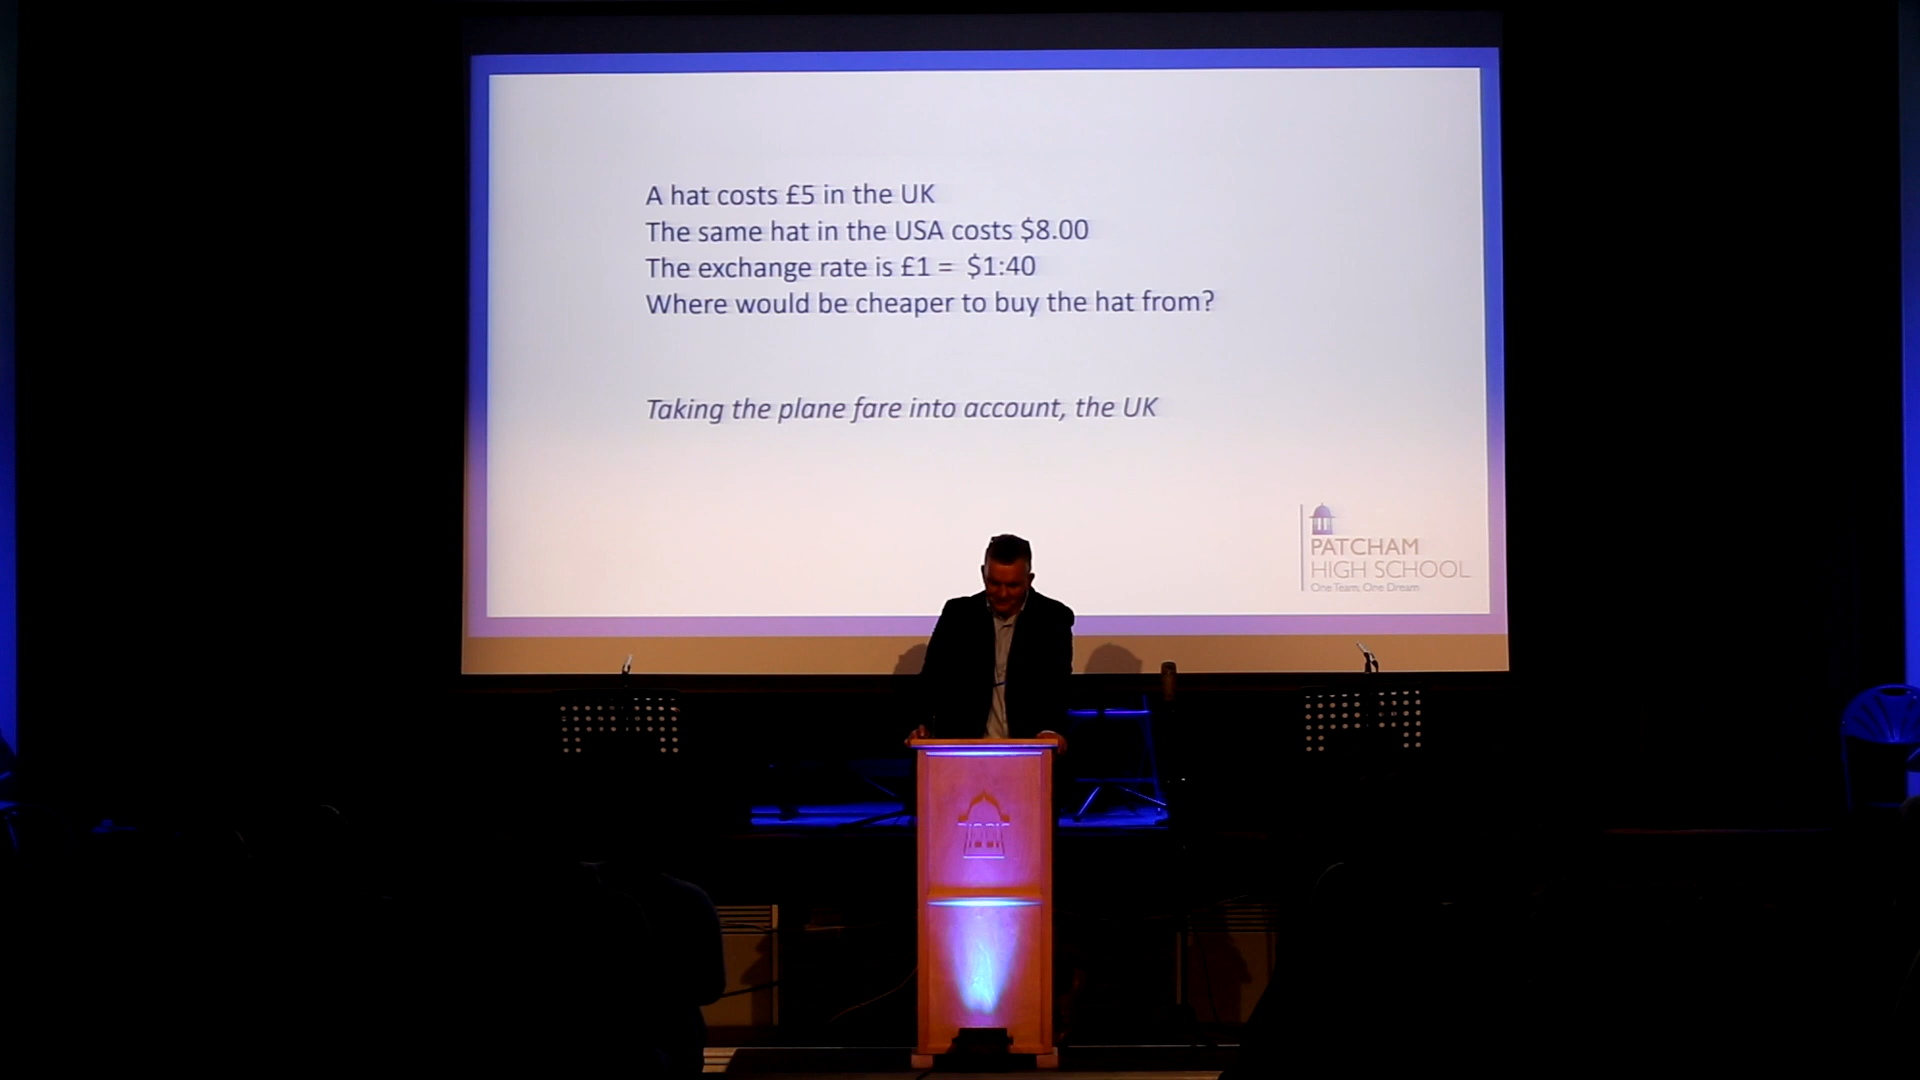 A hat costs £5 in the UK
The same hat in the USA costs $8.00
The exchange rate is £1 = $1:40
Where would be cheaper to buy the hat from?
Taking the plane fare into account, the UK
PATCHAM
HIGH SCHOOL
One Team, One Dream